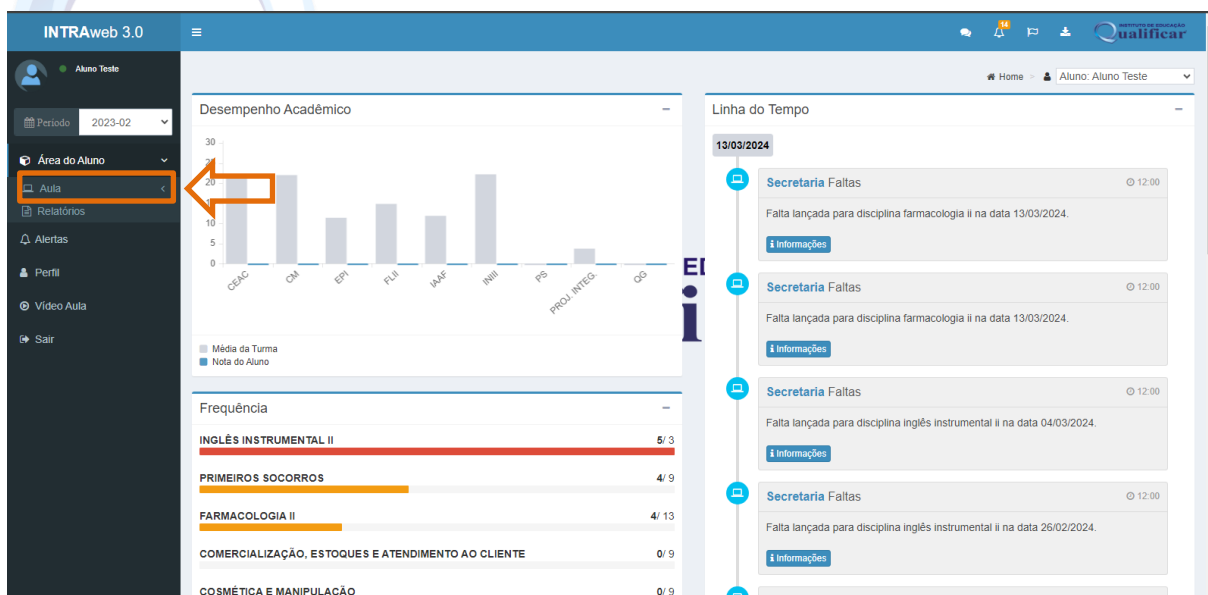 INTRAweb 3.0
14
INSTITUTO DE EDUCAÇÃO
Qualificar
Aluno Teste
Home > Aluno: Aluno Teste
Período 2023-02
Área do Aluno
Aula
Relatórios
Alertas
Perfil
Vídeo Aula
Sair
Desempenho Acadêmico
30
20
10
5
0
CEAC
CM
EPI
FLII
IAAF
INIII
PS
PROJ. INTEG.
QG
Média da Turma
Nota do Aluno
Frequência
INGLÊS INSTRUMENTAL II 5/ 3
PRIMEIROS SOCORROS 4/ 9
FARMACOLOGIA II 4/ 13
COMERCIALIZAÇÃO, ESTOQUES E ATENDIMENTO AO CLIENTE 0/ 9
COSMÉTICA E MANIPULAÇÃO 0/ 9
ED
i
Linha do Tempo
13/03/2024
Secretaria Faltas 12:00
Falta lançada para disciplina farmacologia ii na data 13/03/2024.
Informações
Secretaria Faltas 12:00
Falta lançada para disciplina farmacologia ii na data 13/03/2024.
Informações
Secretaria Faltas 12:00
Falta lançada para disciplina inglês instrumental ii na data 04/03/2024.
Informações
Secretaria Faltas 12:00
Falta lançada para disciplina inglês instrumental ii na data 26/02/2024.
Informações